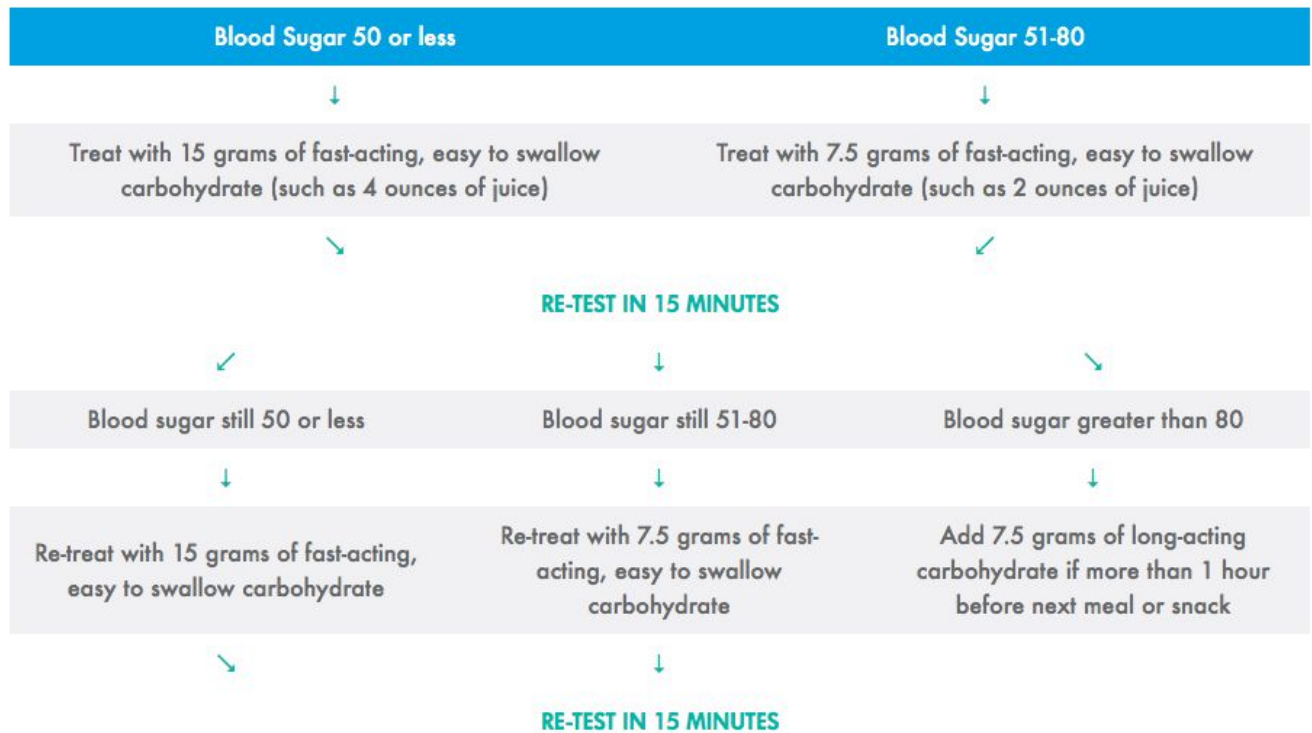 Blood Sugar 50 or less
Blood Sugar 51-80
↓
↓
Treat with 15 grams of fast-acting, easy to swallow
carbohydrate (such as 4 ounces of juice)
Treat with 7.5 grams of fast-acting, easy to swallow
carbohydrate (such as 2 ounces of juice)
↘
↙
RE-TEST IN 15 MINUTES
↙
↓
↘
Blood sugar still 50 or less
Blood sugar still 51-80
Blood sugar greater than 80
↓
↓
↓
Re-treat with 15 grams of fast-acting,
easy to swallow carbohydrate
Re-treat with 7.5 grams of fast-
acting, easy to swallow
carbohydrate
Add 7.5 grams of long-acting
carbohydrate if more than 1 hour
before next meal or snack
↘
↓
RE-TEST IN 15 MINUTES